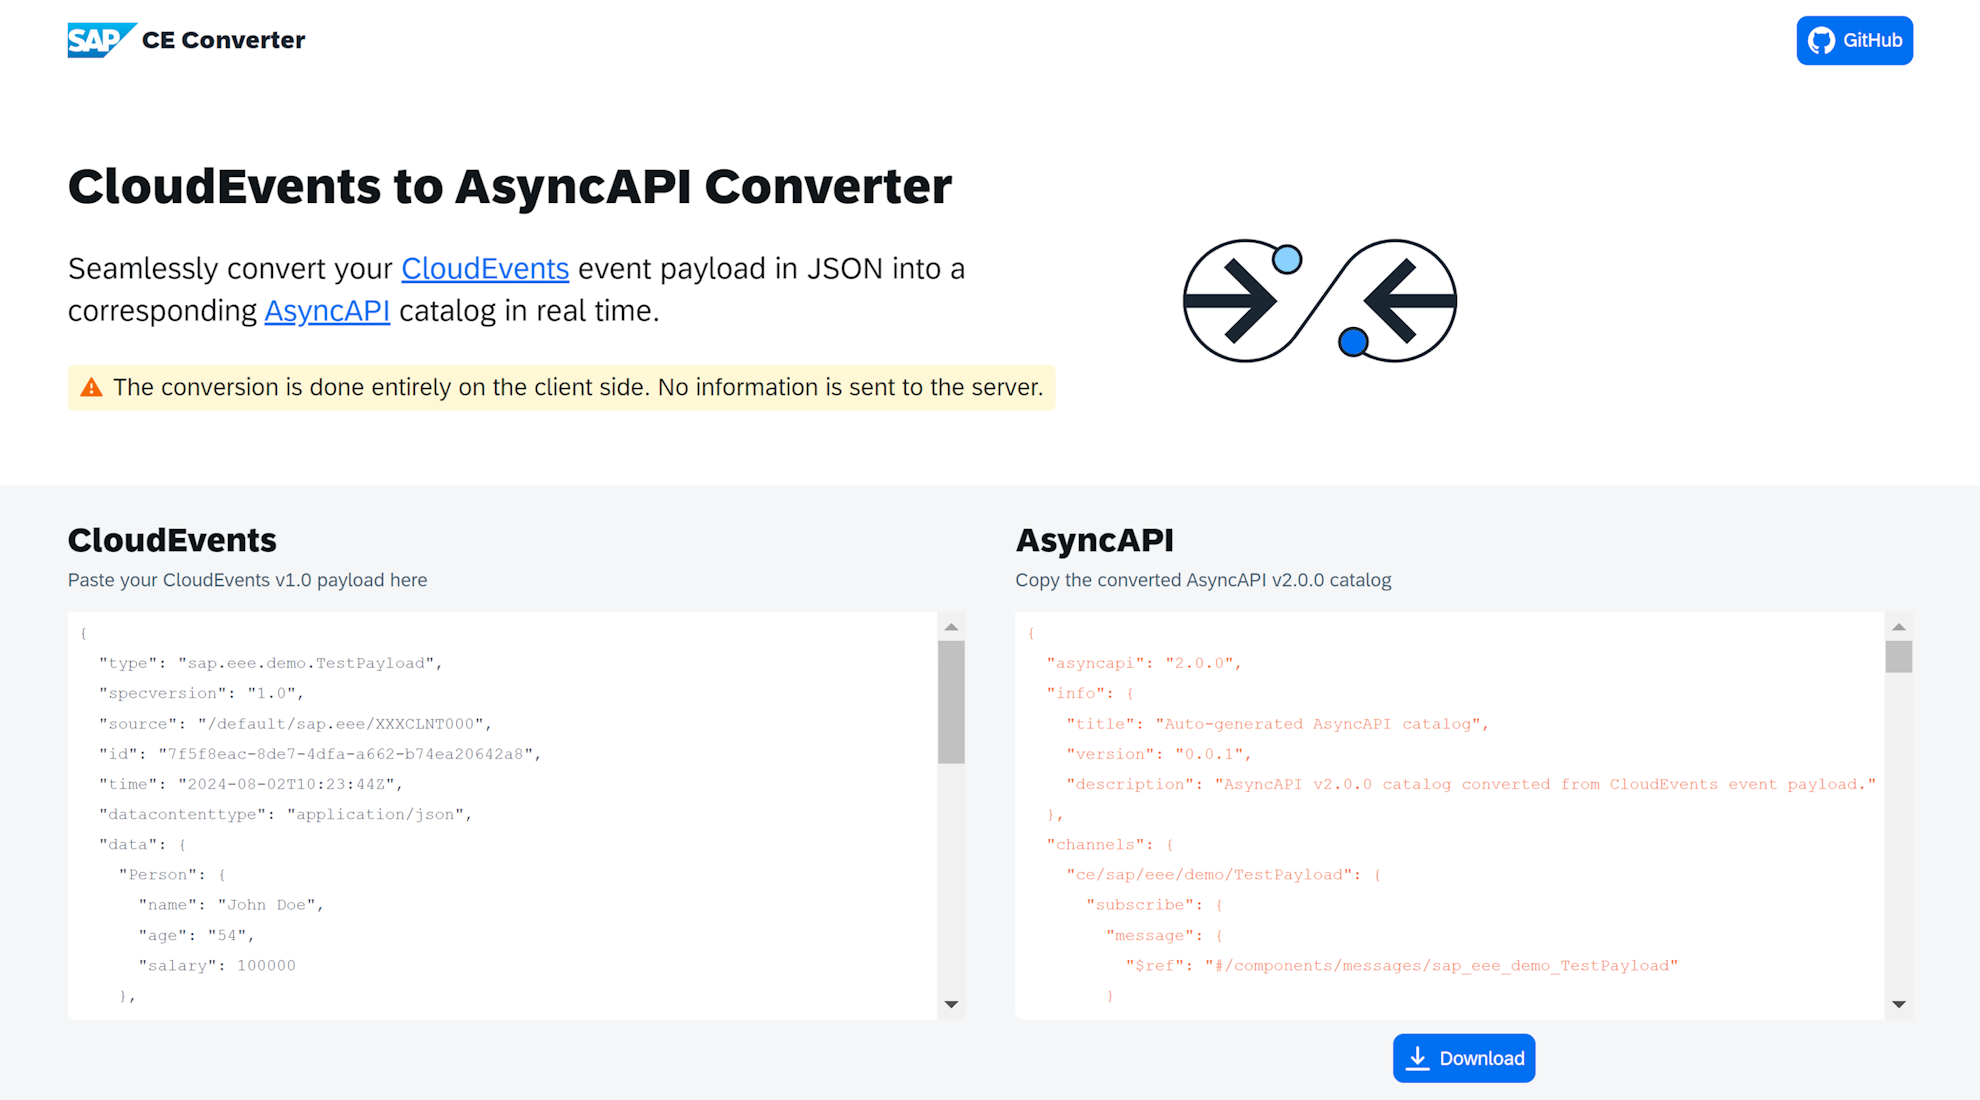 SAP CE Converter
GitHub
CloudEvents to AsyncAPI Converter
Seamlessly convert your CloudEvents event payload in JSON into a
corresponding AsyncAPI catalog in real time.
The conversion is done entirely on the client side. No information is sent to the server.
CloudEvents
Paste your CloudEvents v1.0 payload here
{
"type": "sap.eee.demo.TestPayload",
"specversion": "1.0",
"source": "/default/sap.eee/XXXCLNT000",
"id": "7f5f8eac-8de7-4dfa-a662-b74ea20642a8",
"time": "2024-08-02T10:23:44Z",
"datacontenttype": "application/json",
"data": {
"Person": {
"name": "John Doe",
"age": "54",
"salary": 100000
},
AsyncAPI
Copy the converted AsyncAPI v2.0.0 catalog
{
"asyncapi": "2.0.0",
"info": {
"title": "Auto-generated AsyncAPI catalog",
"version": "0.0.1",
"description": "AsyncAPI v2.0.0 catalog converted from CloudEvents event payload."
},
"channels": {
"ce/sap/eee/demo/TestPayload": {
"subscribe": {
"message": {
"$ref": "#/components/messages/sap_eee_demo_TestPayload"
}
Download